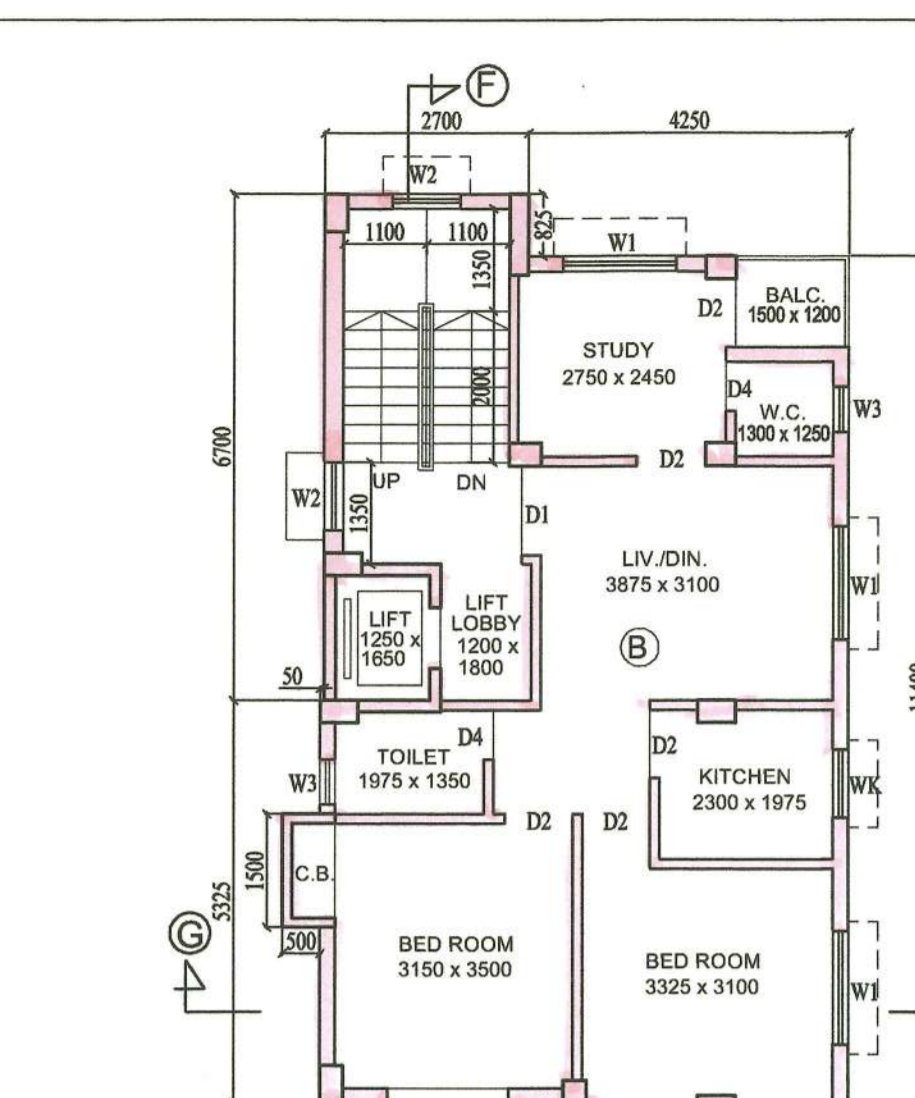 F
2700
4250
W2
825
W1
1100
1100
1350
BALC.
1500 x 1200
D2
STUDY
2750 x 2450
2000
D4
W.C.
1300 x 1250
W3
6700
D2
UP
DN
W2
1350
D1
LIV./DIN.
3875 x 3100
W1
LIFT
1250 x
1650
LIFT
LOBBY
1200 x
1800
B
50
D4
D2
TOILET
1975 x 1350
W3
KITCHEN
2300 x 1975
WK
D2
D2
C.B.
1500
5325
G
500
BED ROOM
3150 x 3500
BED ROOM
3325 x 3100
W1